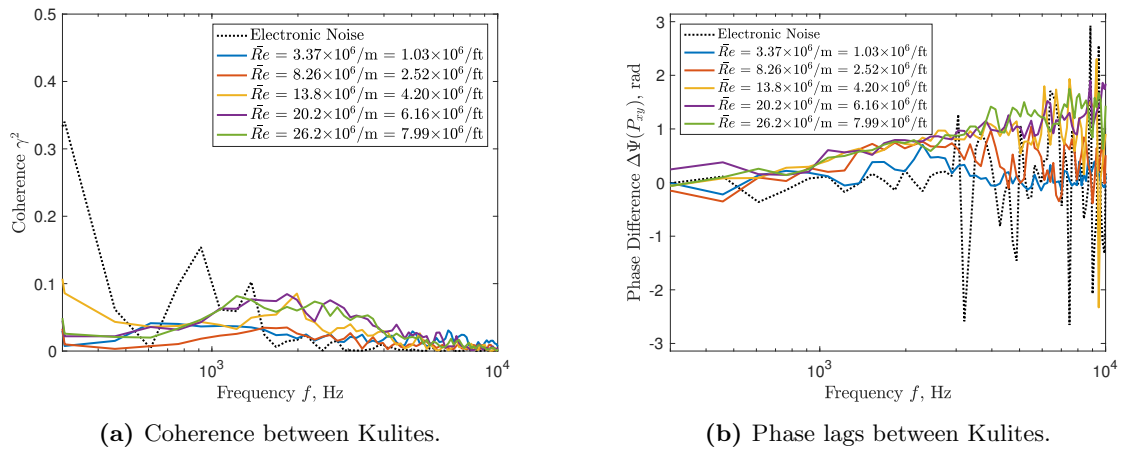 0.5
0.4
0.3
0.2
0.1
0
Coherence γ²
Electronic Noise
R̄e = 3.37×10⁶/m = 1.03×10⁶/ft
R̄e = 8.26×10⁶/m = 2.52×10⁶/ft
R̄e = 13.8×10⁶/m = 4.20×10⁶/ft
R̄e = 20.2×10⁶/m = 6.16×10⁶/ft
R̄e = 26.2×10⁶/m = 7.99×10⁶/ft
10³ 10⁴
Frequency f, Hz
(a) Coherence between Kulites.
3
2
1
0
-1
-2
-3
Phase Difference ΔΨ(Pxy), rad
Electronic Noise
R̄e = 3.37×10⁶/m = 1.03×10⁶/ft
R̄e = 8.26×10⁶/m = 2.52×10⁶/ft
R̄e = 13.8×10⁶/m = 4.20×10⁶/ft
R̄e = 20.2×10⁶/m = 6.16×10⁶/ft
R̄e = 26.2×10⁶/m = 7.99×10⁶/ft
10³ 10⁴
Frequency f, Hz
(b) Phase lags between Kulites.